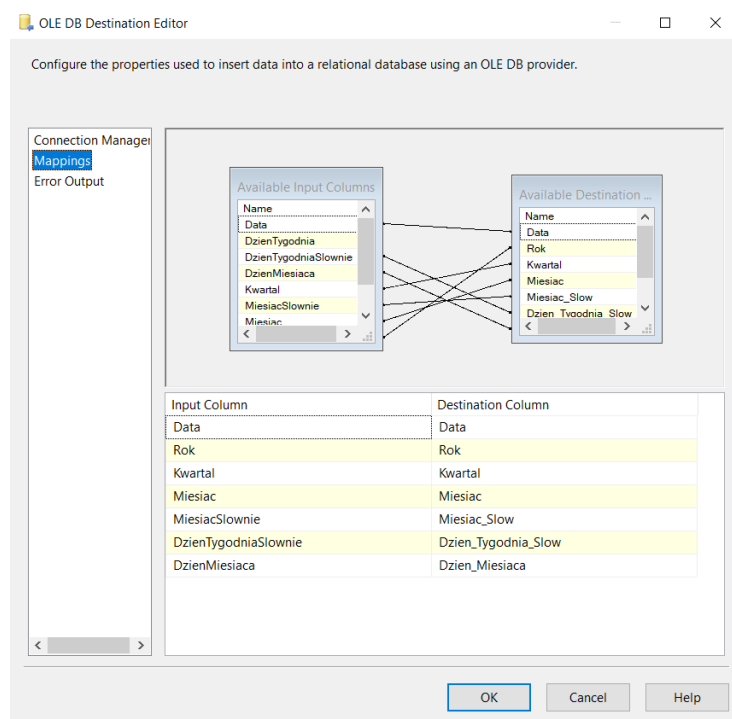 OLE DB Destination Editor
Configure the properties used to insert data into a relational database using an OLE DB provider.
Connection Manager
Mappings
Error Output
Available Input Columns
Name
Data
DzienTygodnia
DzienTygodniaSlownie
DzienMiesiaca
Kwartal
MiesiacSlownie
Miesiac
Available Destination ...
Name
Data
Rok
Kwartal
Miesiac
Miesiac_Slow
Dzien_Tygodnia_Slow
Input Column Destination Column
Data Data
Rok Rok
Kwartal Kwartal
Miesiac Miesiac
MiesiacSlownie Miesiac_Slow
DzienTygodniaSlownie Dzien_Tygodnia_Slow
DzienMiesiaca Dzien_Miesiaca
OK Cancel Help